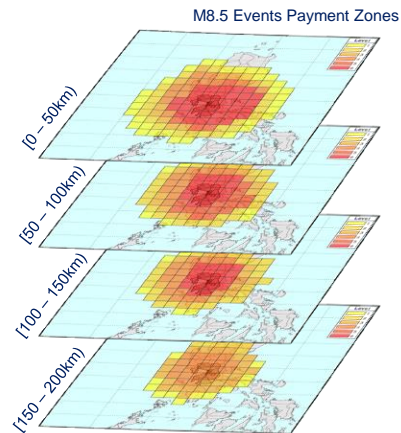 M8.5 Events Payment Zones
[0 – 50km)
[50 – 100km)
[100 – 150km)
[150 – 200km)